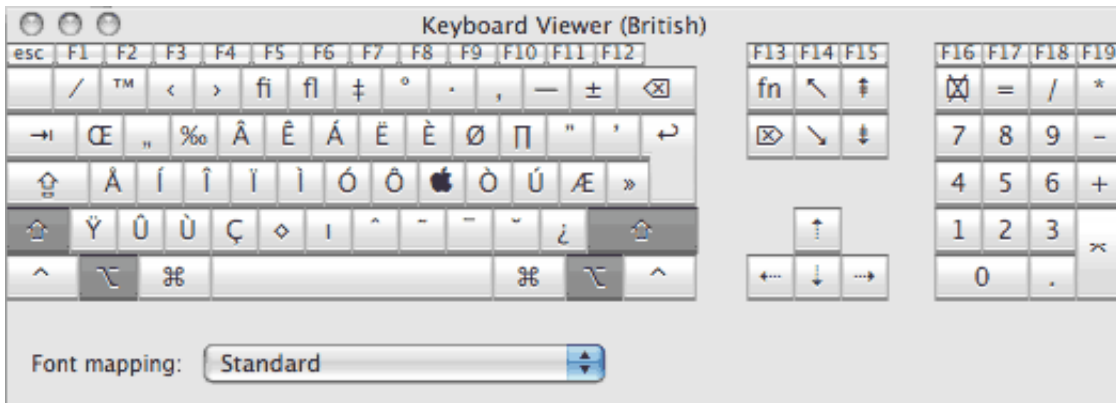 Keyboard Viewer (British)
esc F1 F2 F3 F4 F5 F6 F7 F8 F9 F10 F11 F12 F13 F14 F15 F16 F17 F18 F19
⁄ ™ ‹ › ﬁ ﬂ ‡ ° · ‚ — ± ⌫ fn ↖ ⇞ = / *
⇥ Œ „ ‰ Â Ê Á Ë È Ø ∏ " ' ↩ ⌦ ↘ ⇟ 7 8 9 -
⇪ Å Í Î Ï Ì Ó Ô  Ò Ú Æ » 4 5 6 +
⇧ Ÿ Û Ù Ç ◊ ı ˆ ˜ ¯ ˘ ¿ ⇧ ⇡ 1 2 3 ⌤
⌃ ⌥ ⌘ ⌘ ⌥ ⌃ ⇠ ⇣ ⇢ 0 .
Font mapping: Standard